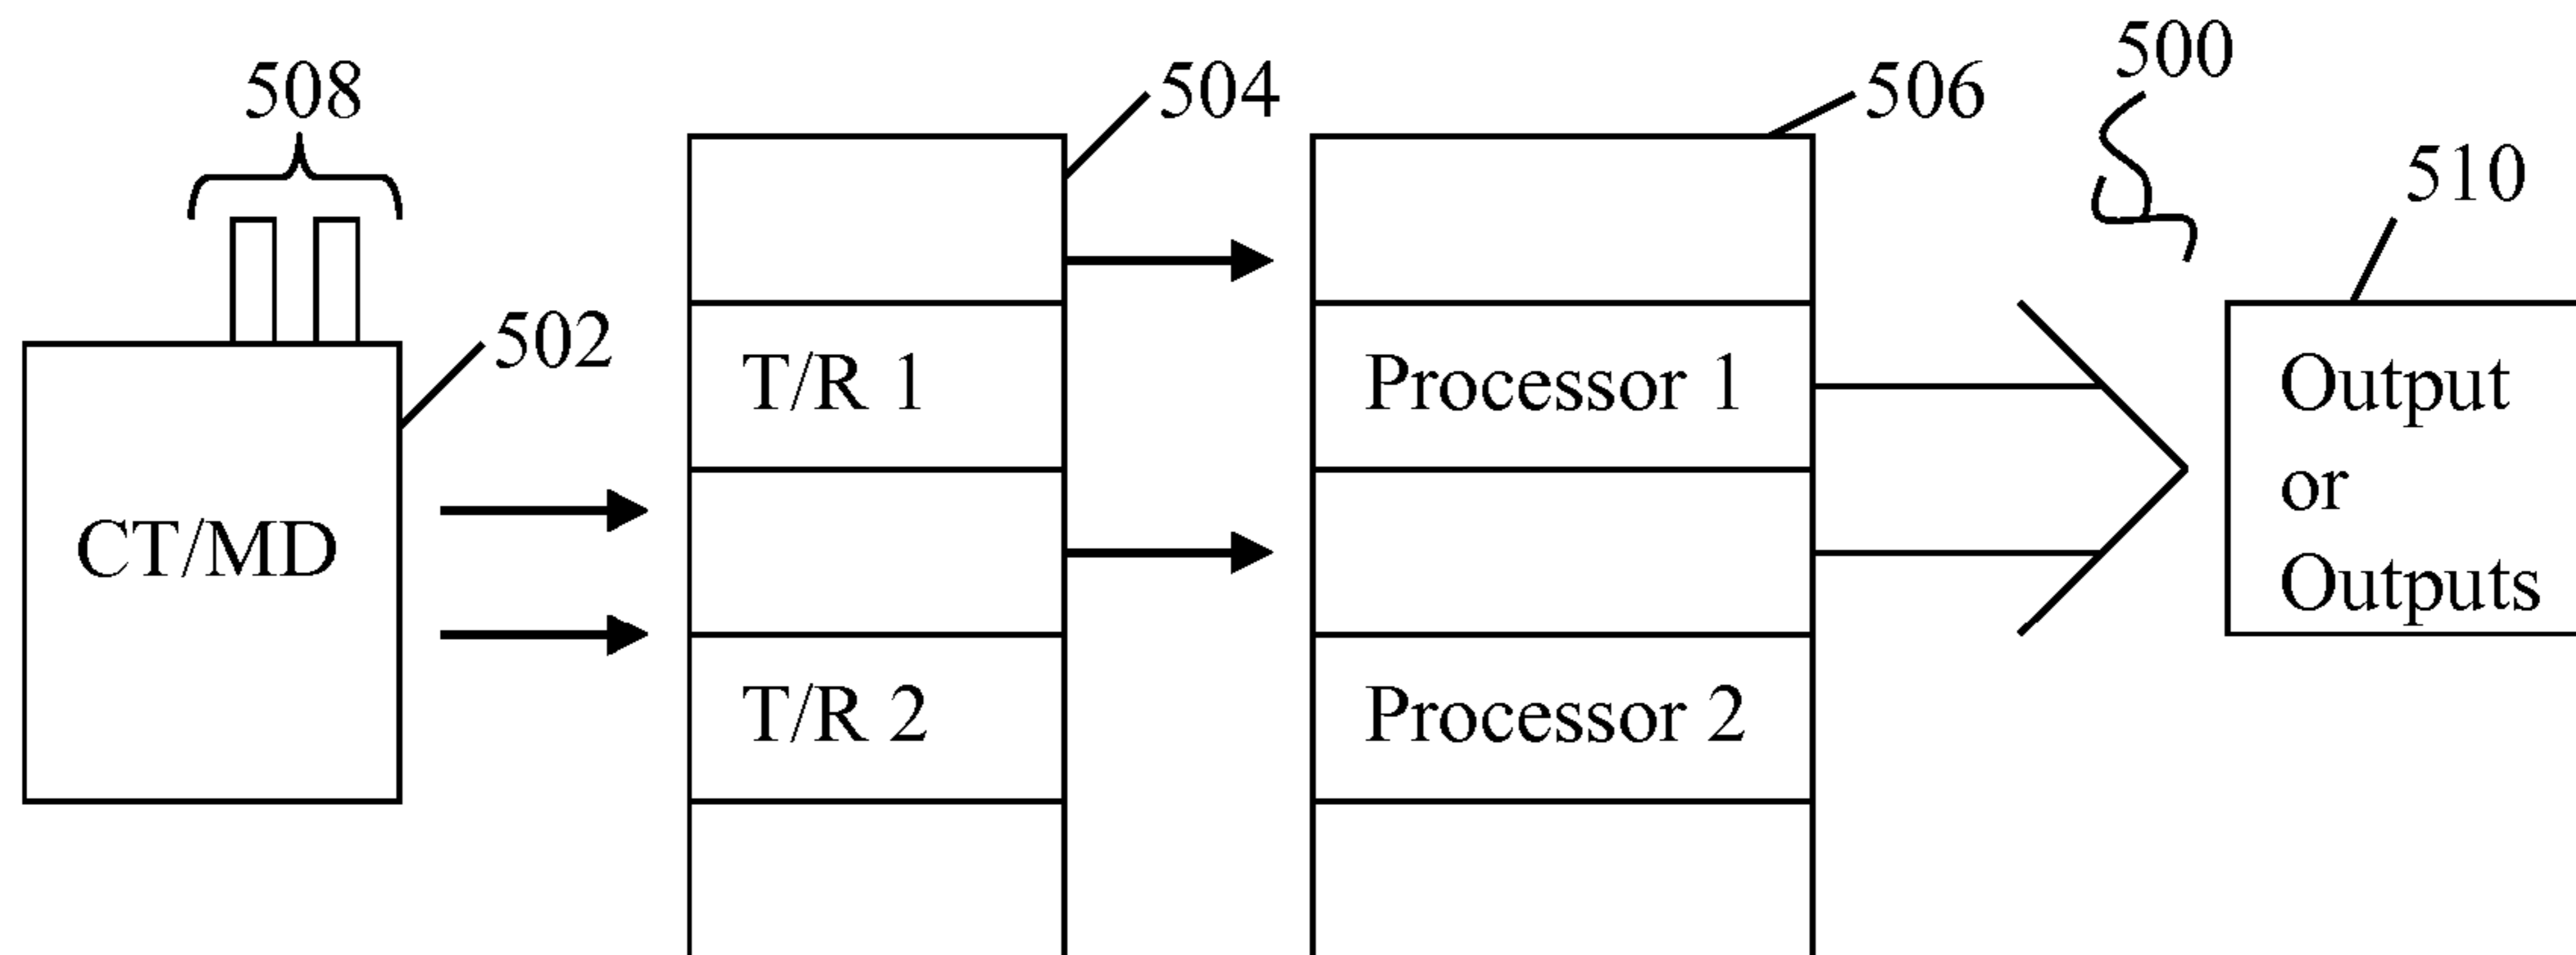 500
508
504
506
510
502
T/R 1
Processor 1
Output
or
Outputs
CT/MD
T/R 2
Processor 2